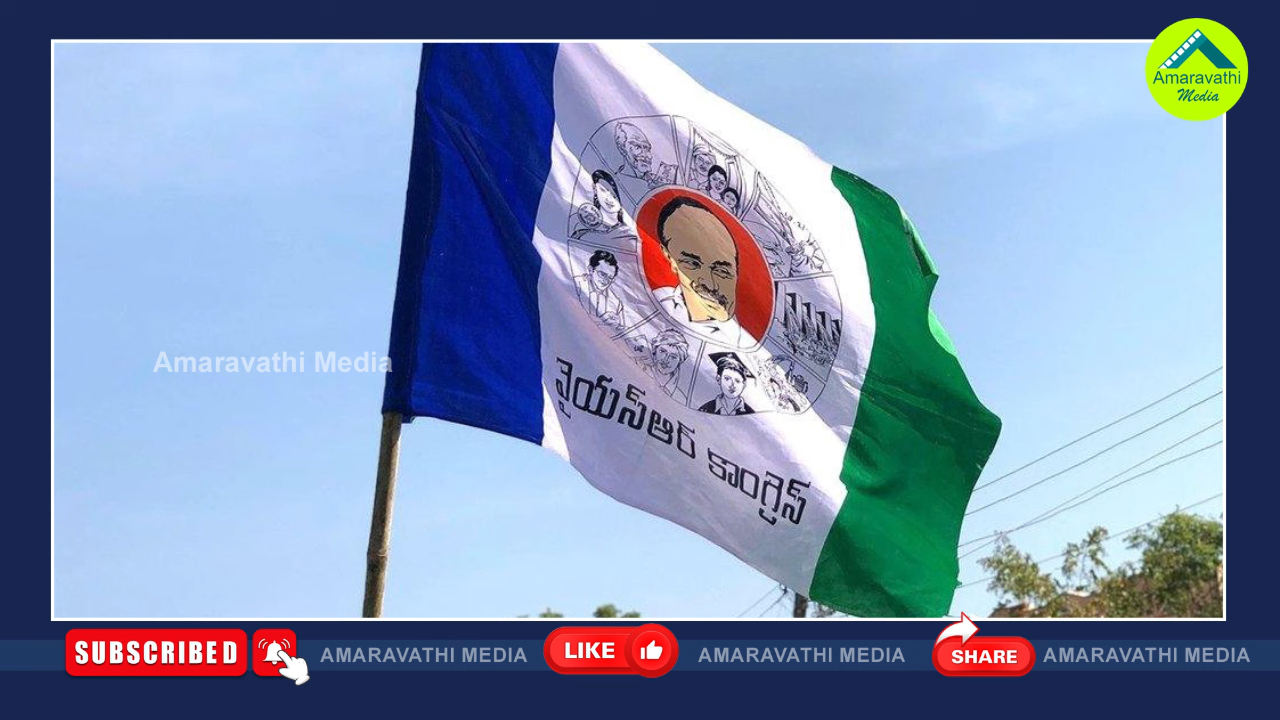 Amaravathi
Media
Amaravathi Media
వైయస్ఆర్ కాంగ్రెస్
SUBSCRIBED
AMARAVATHI MEDIA
LIKE
AMARAVATHI MEDIA
SHARE
AMARAVATHI MEDIA